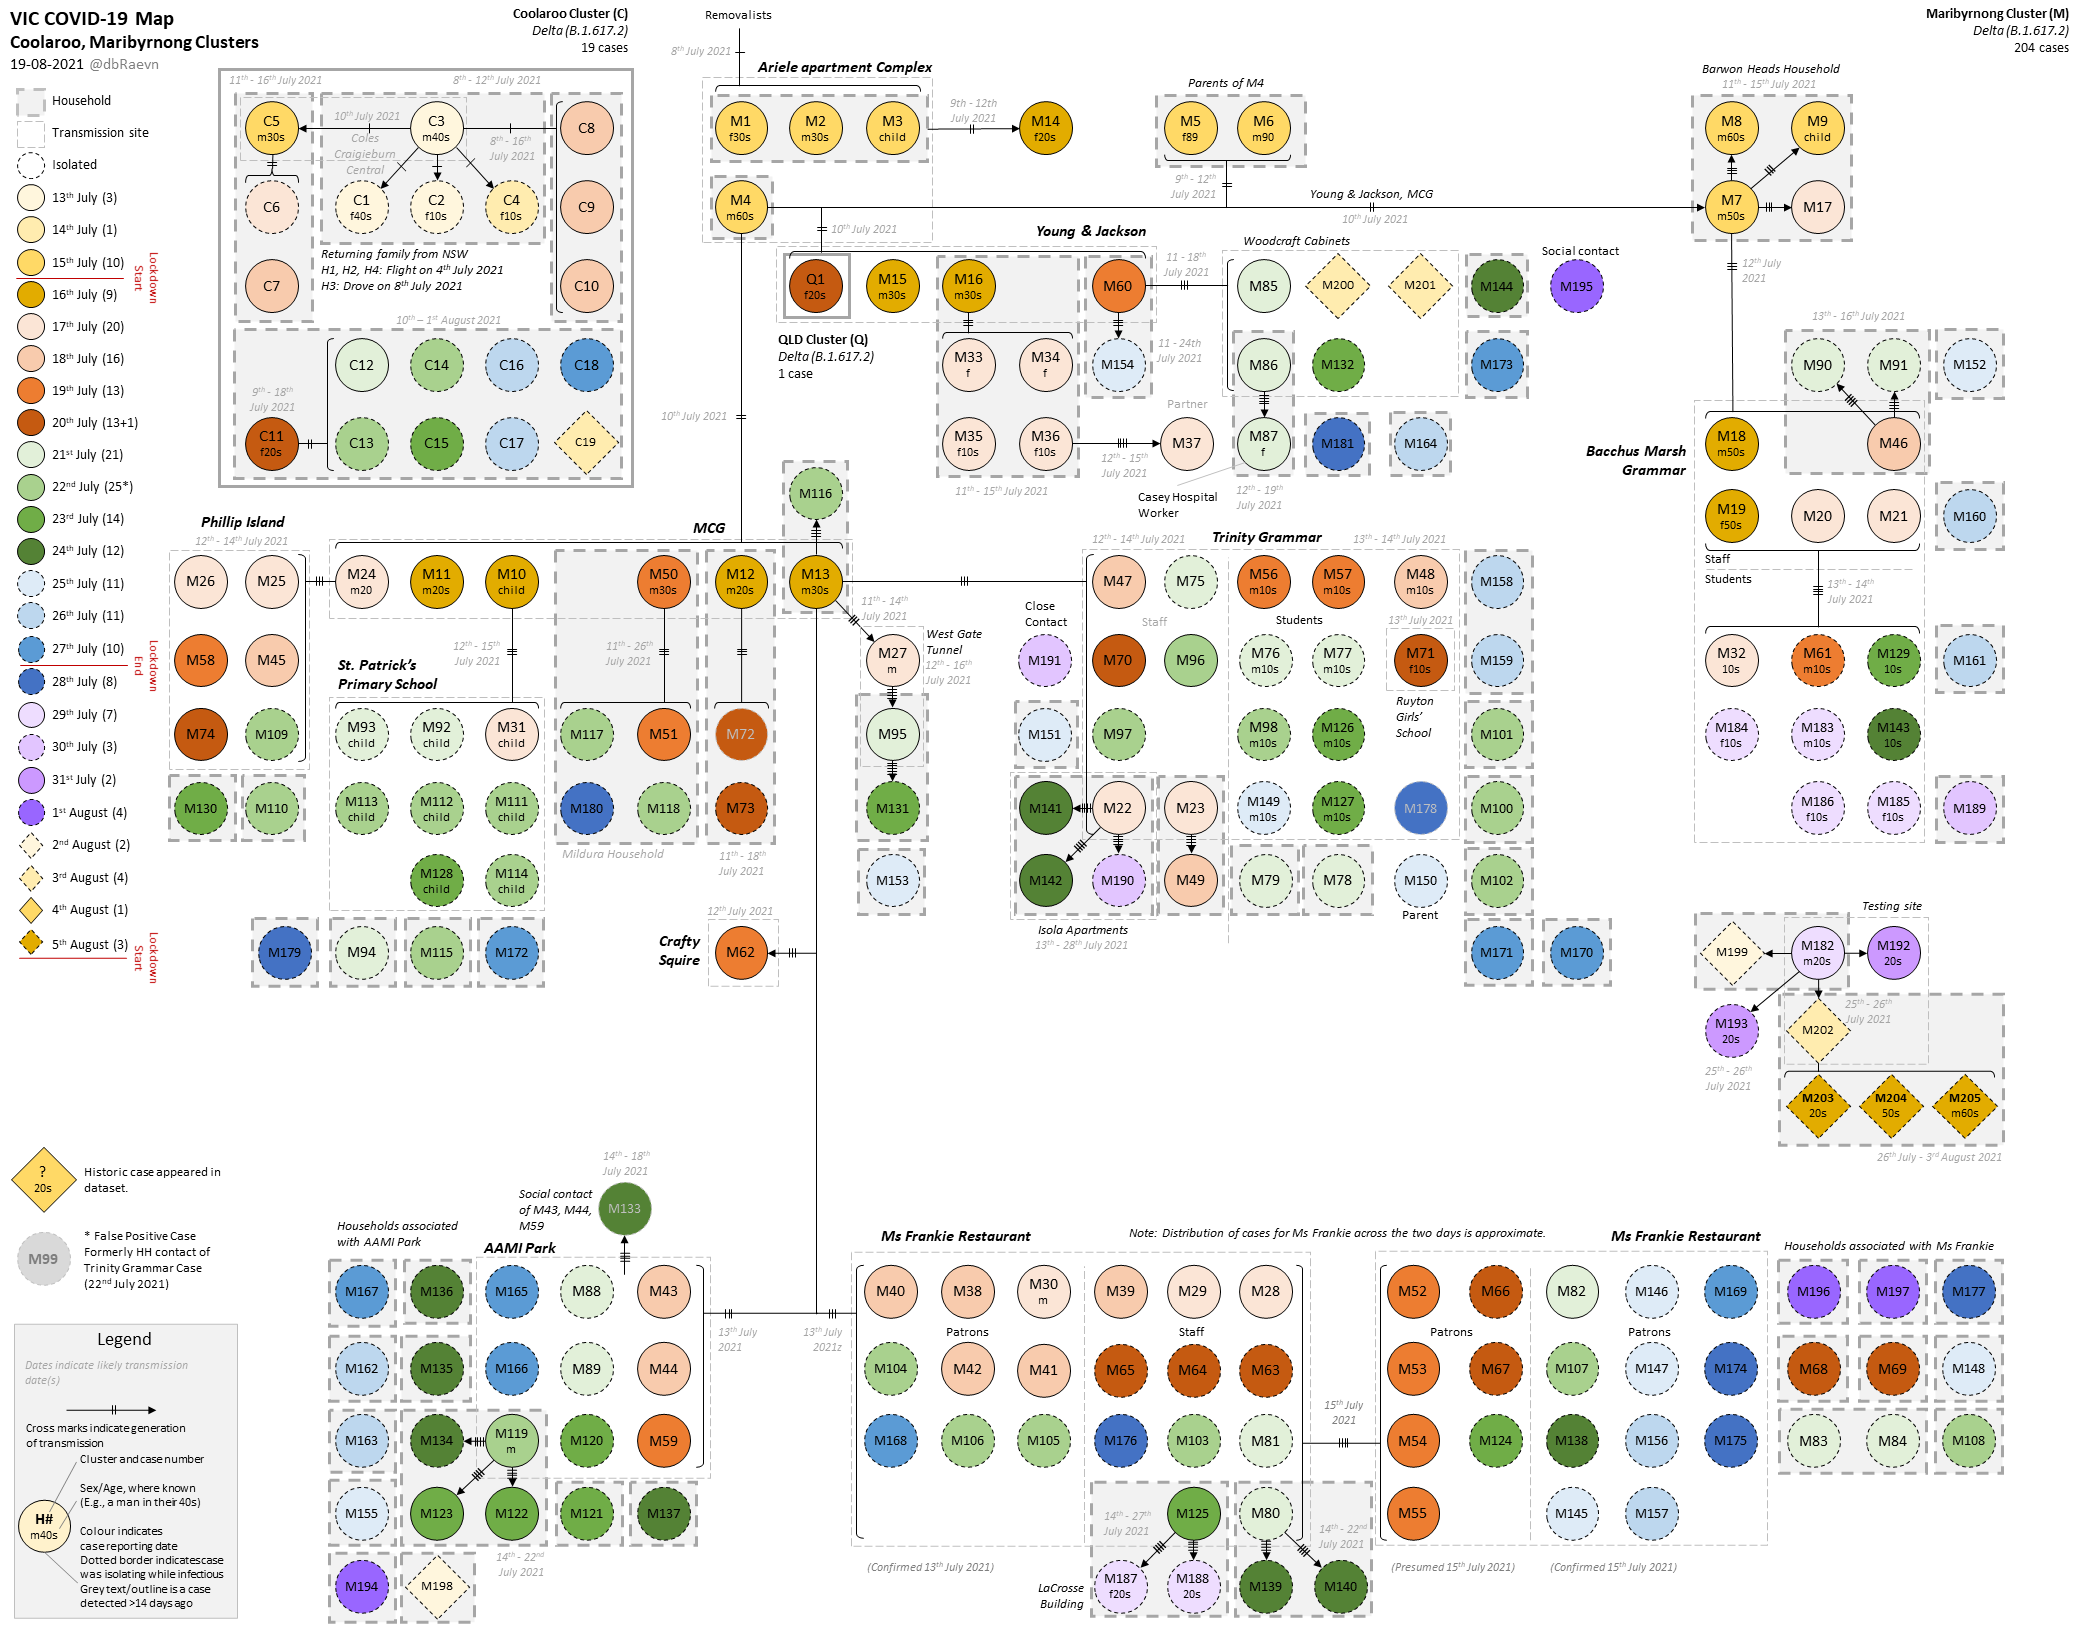 VIC COVID-19 Map
Coolaroo, Maribyrnong Clusters
19-08-2021 @dbRaevn
Household
Transmission site
Isolated
13th July (3)
14th July (1)
15th July (10)
Lockdown Start
16th July (9)
17th July (20)
18th July (16)
19th July (13)
20th July (13+1)
21st July (21)
22nd July (25*)
23rd July (14)
24th July (12)
25th July (11)
26th July (11)
27th July (10)
Lockdown End
28th July (8)
29th July (7)
30th July (3)
31st July (2)
1st August (4)
2nd August (2)
3rd August (4)
4th August (1)
5th August (3)
Lockdown Start
?
20s
Historic case appeared in
dataset.
M99
* False Positive Case
Formerly HH contact of
Trinity Grammar Case
(22nd July 2021)
Legend
Dates indicate likely transmission
date(s)
Cross marks indicate generation
of transmission
Cluster and case number
Sex/Age, where known
(E.g., a man in their 40s)
H#
m40s
Colour indicates
case reporting date
Dotted border indicates case
was isolating while infectious
Grey text/outline is a case
detected >14 days ago
Coolaroo Cluster (C)
Delta (B.1.617.2)
19 cases
11th - 16th July 2021
8th - 12th July 2021
C5
m30s
10th July 2021
Coles
Craigieburn
Central
C3
m40s
8th - 16th
July 2021
C8
C6
C1
f40s
C2
f10s
C4
f10s
C9
Returning family from NSW
H1, H2, H4: Flight on 4th July 2021
H3: Drove on 8th July 2021
C7
C10
10th – 1st August 2021
C12
C14
C16
C18
9th - 18th
July 2021
C11
f20s
C13
C15
C17
C19
Removalists
8th July 2021
Ariele apartment Complex
M1
f30s
M2
m30s
M3
child
9th - 12th
July 2021
M14
f20s
M4
m60s
Parents of M4
M5
f89
M6
m90
9th - 12th
July 2021
Young & Jackson, MCG
10th July 2021
Maribyrnong Cluster (M)
Delta (B.1.617.2)
204 cases
Barwon Heads Household
11th - 15th July 2021
M8
m60s
M9
child
M7
m50s
M17
12th July
2021
10th July 2021
Young & Jackson
Q1
f20s
M15
m30s
M16
m30s
M60
11 - 18th
July 2021
QLD Cluster (Q)
Delta (B.1.617.2)
1 case
M33
f
M34
f
M154
11 - 24th
July 2021
M35
f10s
M36
f10s
12th - 15th
July 2021
Partner
M37
11th - 15th July 2021
Woodcraft Cabinets
M85
M200
M201
M144
Social contact
M195
M86
M132
M173
M87
f
M181
M164
Casey Hospital
Worker
12th - 19th
July 2021
13th - 16th July 2021
M90
M91
M152
Bacchus Marsh
Grammar
M18
m50s
M46
M19
f50s
M20
M21
M160
Staff
Students
13th - 14th
July 2021
M32
10s
M61
m10s
M129
10s
M161
M184
f10s
M183
m10s
M143
10s
M186
f10s
M185
f10s
M189
10th July 2021
MCG
M116
Phillip Island
12th - 14th July 2021
M26
M25
M24
m20
M11
m20s
M10
child
M50
m30s
M12
m20s
M13
m30s
M58
M45
M74
M109
M130
M110
St. Patrick's
Primary School
12th - 15th
July 2021
M93
child
M92
child
M31
child
M113
child
M112
child
M111
child
M128
child
M114
child
M179
M94
M115
M172
11th - 26th
July 2021
M117
M51
M180
M118
Mildura Household
M72
M73
11th - 18th
July 2021
11th - 14th
July 2021
M27
m
West Gate
Tunnel
12th - 16th
July 2021
M95
M131
M153
12th July 2021
Crafty
Squire
M62
12th - 14th July 2021
Trinity Grammar
13th - 14th July 2021
M47
M75
M56
m10s
M57
m10s
M48
m10s
M158
Close
Contact
M191
Staff
Students
13th July 2021
M70
M96
M76
m10s
M77
m10s
M71
f10s
M159
Ruyton
Girls'
School
M151
M97
M98
m10s
M126
m10s
M101
M141
M22
M23
M149
m10s
M127
m10s
M178
M100
M142
M190
M49
M79
M78
M150
Parent
M102
Isola Apartments
13th - 28th July 2021
M171
M170
Testing site
M199
M182
m20s
M192
20s
25th - 26th
July 2021
M193
20s
M202
25th - 26th
July 2021
M203
20s
M204
50s
M205
m60s
26th July - 3rd August 2021
14th - 18th
July 2021
Social contact
of M43, M44,
M59
M133
Households associated
with AAMI Park
AAMI Park
M167
M136
M165
M88
M43
M162
M135
M166
M89
M44
M163
M134
M119
m
M120
M59
M155
M123
M122
M121
M137
14th - 22nd
July 2021
M194
M198
13th July
2021
13th July
2021z
Ms Frankie Restaurant
Note: Distribution of cases for Ms Frankie across the two days is approximate.
Ms Frankie Restaurant
Households associated with Ms Frankie
M40
M38
M30
m
M39
M29
M28
Patrons
Staff
M104
M42
M41
M65
M64
M63
M168
M106
M105
M176
M103
M81
14th - 27th
July 2021
M125
M80
14th - 22nd
July 2021
(Confirmed 13th July 2021)
LaCrosse
Building
M187
f20s
M188
20s
M139
M140
15th July
2021
M52
M66
M82
M146
M169
Patrons
Patrons
M53
M67
M107
M147
M174
M54
M124
M138
M156
M175
M55
M145
M157
(Presumed 15th July 2021)
(Confirmed 15th July 2021)
M196
M197
M177
M68
M69
M148
M83
M84
M108